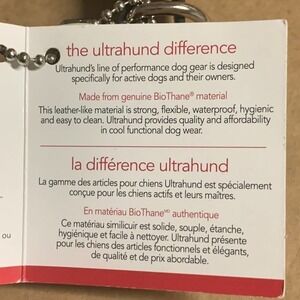 the ultrahund difference
Ultrahund's line of performance dog gear is designed
specifically for active dogs and their owners.
Made from genuine BioThane® material
This leather-like material is strong, flexible, waterproof, hygienic
and easy to clean. Ultrahund provides quality and affordability
in cool functional dog wear.
la différence ultrahund
La gamme des articles pour chiens Ultrahund est spécialement
conçue pour les chiens actifs et leurs maîtres.
En matériau BioThaneᴹᴰ authentique
Ce matériau similicuir est solide, souple, étanche,
hygiénique et facile à nettoyer. Ultrahund présente
pour les chiens des articles fonctionnels et élégants,
de qualité et de prix abordable.
ou